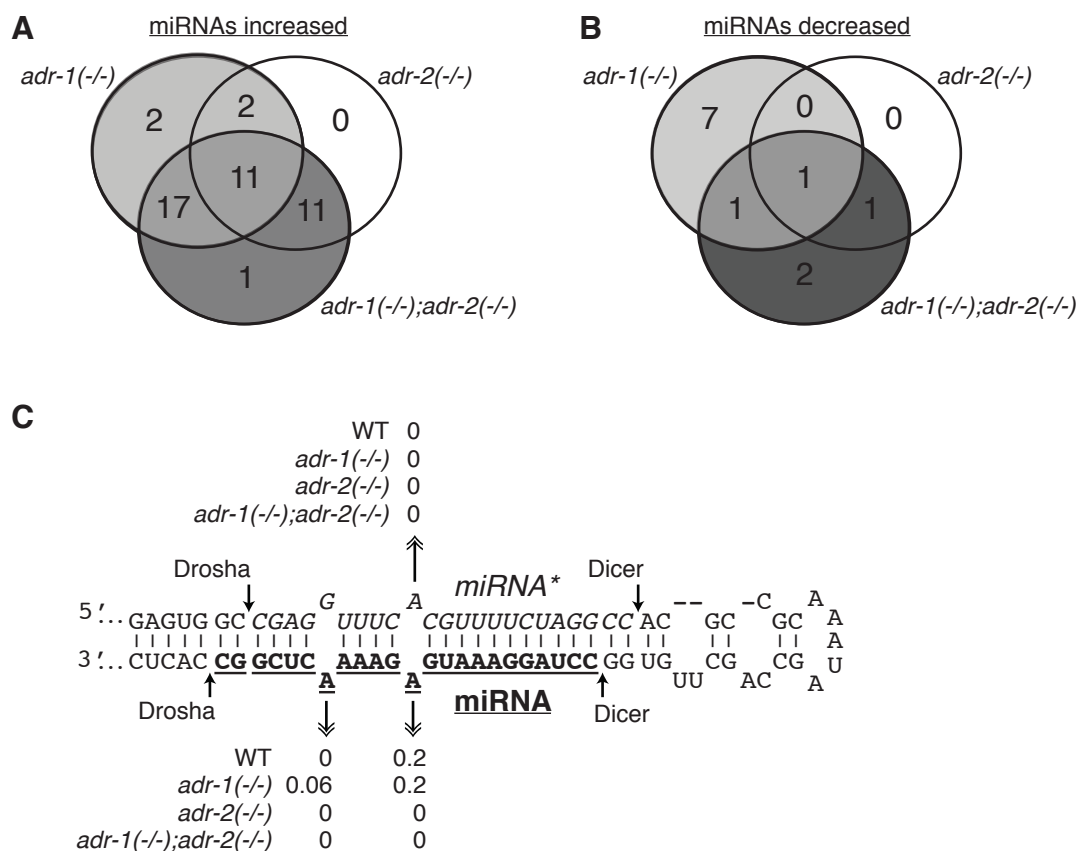 A
miRNAs increased
adr-1(-/-)
adr-2(-/-)
2
2
0
11
17
11
1
adr-1(-/-);adr-2(-/-)
B
miRNAs decreased
adr-1(-/-)
adr-2(-/-)
7
0
0
1
1
1
2
adr-1(-/-);adr-2(-/-)
C
WT 0
adr-1(-/-) 0
adr-2(-/-) 0
adr-1(-/-);adr-2(-/-) 0
Drosha miRNA* Dicer
G A -- -C A
5′.. GAGUG GC CGAG UUUC CGUUUUCUAGG CC AC GC GC A
A
3′.. CUCAC CG GCUC AAAG GUAAAGGAUCC GG UG CG CG U
A A UU AC A
Drosha miRNA Dicer
WT 0 0.2
adr-1(-/-) 0.06 0.2
adr-2(-/-) 0 0
adr-1(-/-);adr-2(-/-) 0 0